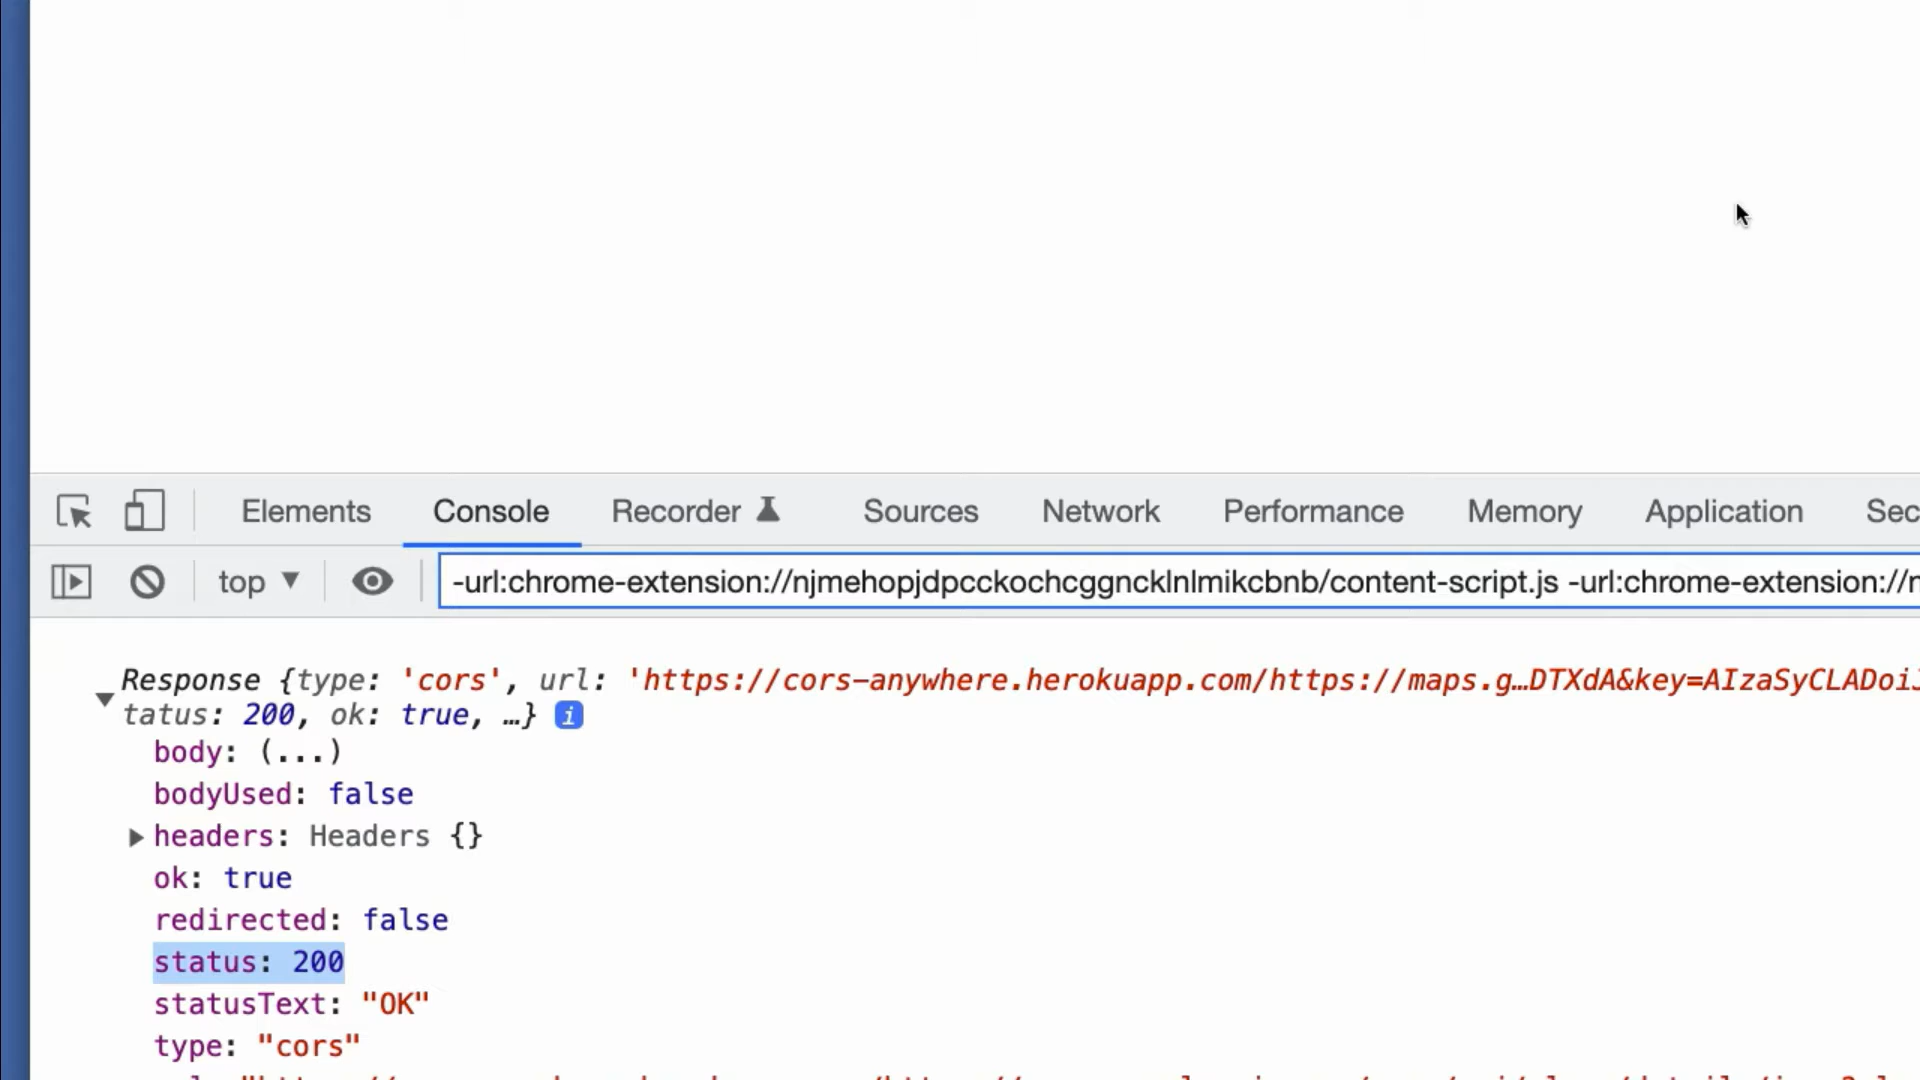 Elements Console Recorder Sources Network Performance Memory Application Sec
top -url:chrome-extension://njmehopjdpcckochcggncklnlmikcbnb/content-script.js -url:chrome-extension://n
Response {type: 'cors', url: 'https://cors-anywhere.herokuapp.com/https://maps.g…DTXdA&key=AIzaSyCLADoiJ
tatus: 200, ok: true, …} i
body: (...)
bodyUsed: false
headers: Headers {}
ok: true
redirected: false
status: 200
statusText: "OK"
type: "cors"